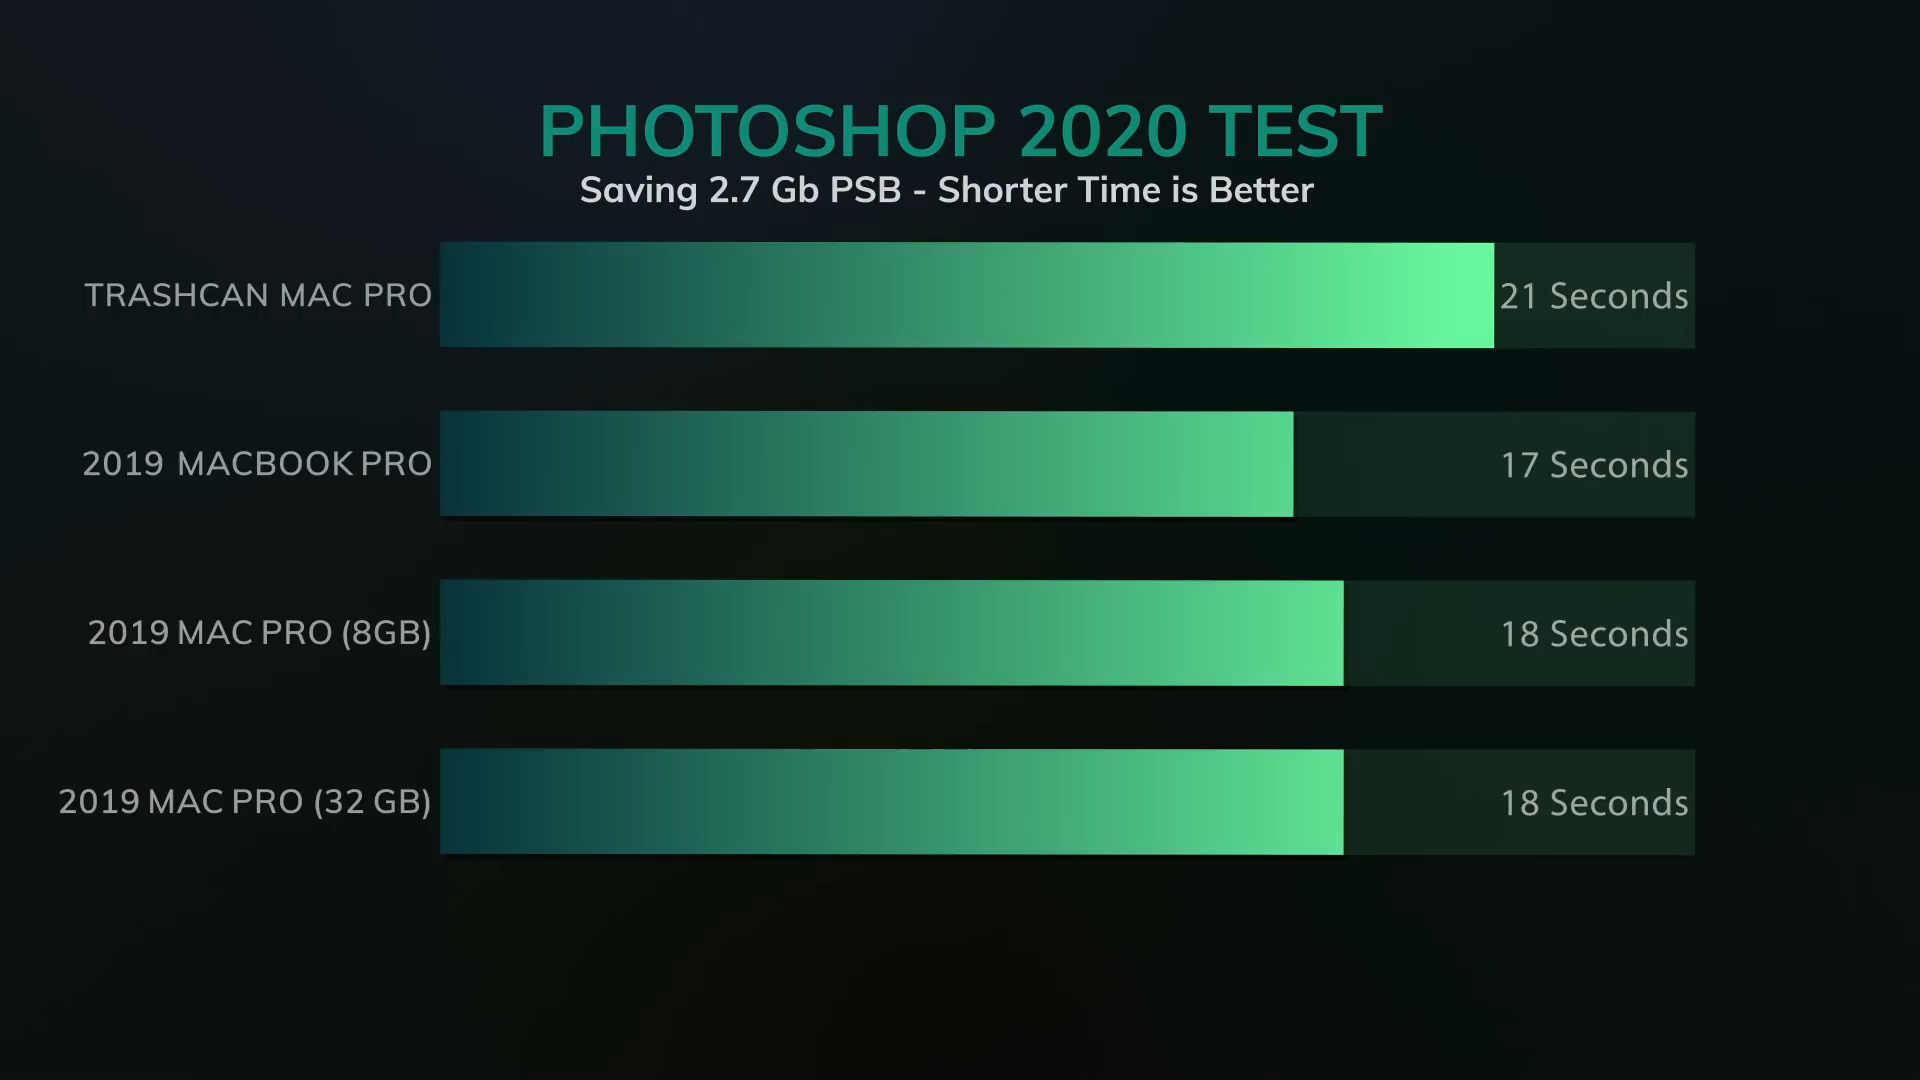 PHOTOSHOP 2020 TEST
Saving 2.7 Gb PSB - Shorter Time is Better
TRASHCAN MAC PRO 21 Seconds
2019 MACBOOK PRO 17 Seconds
2019 MAC PRO (8GB) 18 Seconds
2019 MAC PRO (32 GB) 18 Seconds